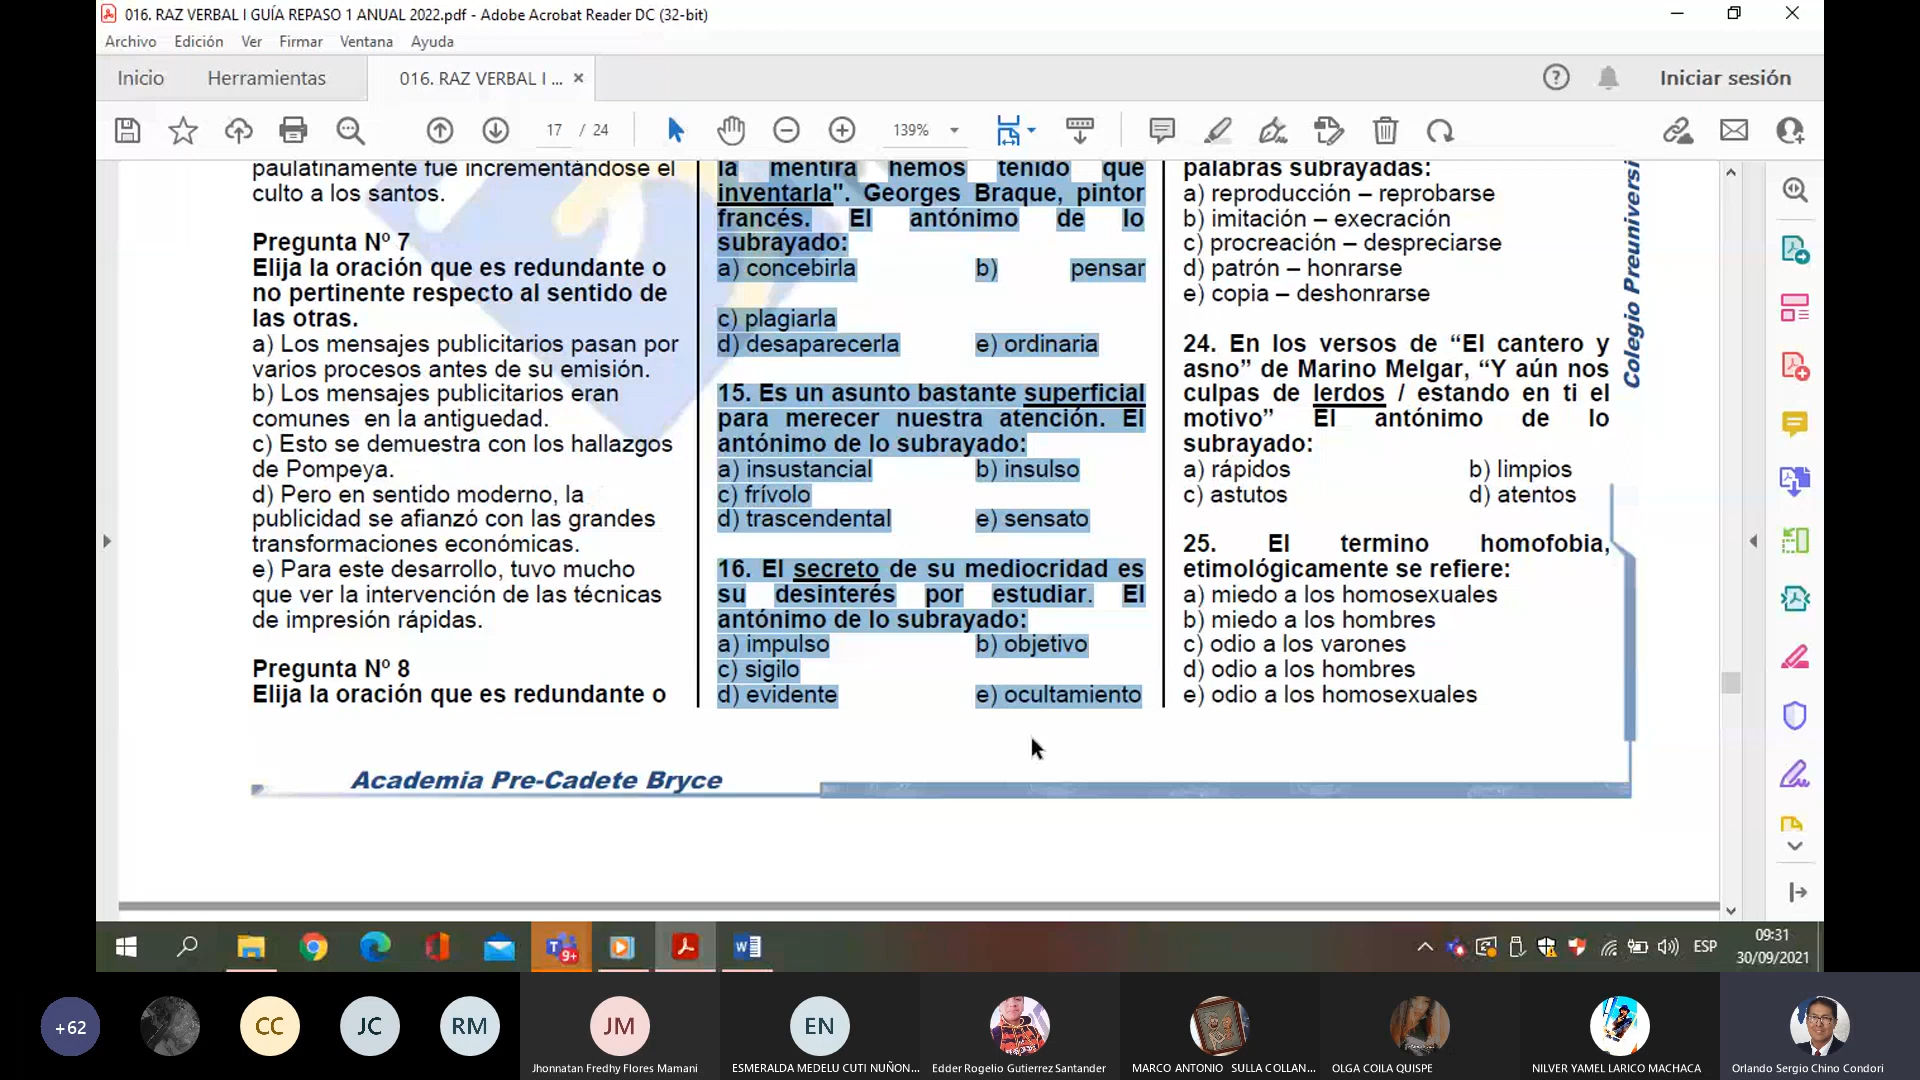 016. RAZ VERBAL I GUÍA REPASO 1 ANUAL 2022.pdf - Adobe Acrobat Reader DC (32-bit)
Archivo Edición Ver Firmar Ventana Ayuda
Inicio Herramientas 016. RAZ VERBAL I ... × Iniciar sesión
17 / 24 139%
paulatinamente fue incrementándose el
culto a los santos.
Pregunta Nº 7
Elija la oración que es redundante o
no pertinente respecto al sentido de
las otras.
a) Los mensajes publicitarios pasan por
varios procesos antes de su emisión.
b) Los mensajes publicitarios eran
comunes en la antiguedad.
c) Esto se demuestra con los hallazgos
de Pompeya.
d) Pero en sentido moderno, la
publicidad se afianzó con las grandes
transformaciones económicas.
e) Para este desarrollo, tuvo mucho
que ver la intervención de las técnicas
de impresión rápidas.
Pregunta Nº 8
Elija la oración que es redundante o
la mentira hemos tenido que
inventarla". Georges Braque, pintor
francés. El antónimo de lo
subrayado:
a) concebirla b) pensar
c) plagiarla
d) desaparecerla e) ordinaria
15. Es un asunto bastante superficial
para merecer nuestra atención. El
antónimo de lo subrayado:
a) insustancial b) insulso
c) frívolo
d) trascendental e) sensato
16. El secreto de su mediocridad es
su desinterés por estudiar. El
antónimo de lo subrayado:
a) impulso b) objetivo
c) sigilo
d) evidente e) ocultamiento
palabras subrayadas:
a) reproducción – reprobarse
b) imitación – execración
c) procreación – despreciarse
d) patrón – honrarse
e) copia – deshonrarse
24. En los versos de “El cantero y
asno” de Marino Melgar, “Y aún nos
culpas de lerdos / estando en ti el
motivo” El antónimo de lo
subrayado:
a) rápidos b) limpios
c) astutos d) atentos
25. El termino homofobia,
etimológicamente se refiere:
a) miedo a los homosexuales
b) miedo a los hombres
c) odio a los varones
d) odio a los hombres
e) odio a los homosexuales
Colegio Preuniversi
Academia Pre-Cadete Bryce
9+
ESP
09:31
30/09/2021
+62
CC
JC
RM
JM
EN
Jhonnatan Fredhy Flores Mamani
ESMERALDA MEDELU CUTI NUÑON...
Edder Rogelio Gutierrez Santander
MARCO ANTONIO SULLA COLLAN...
OLGA COILA QUISPE
NILVER YAMEL LARICO MACHACA
Orlando Sergio Chino Condori